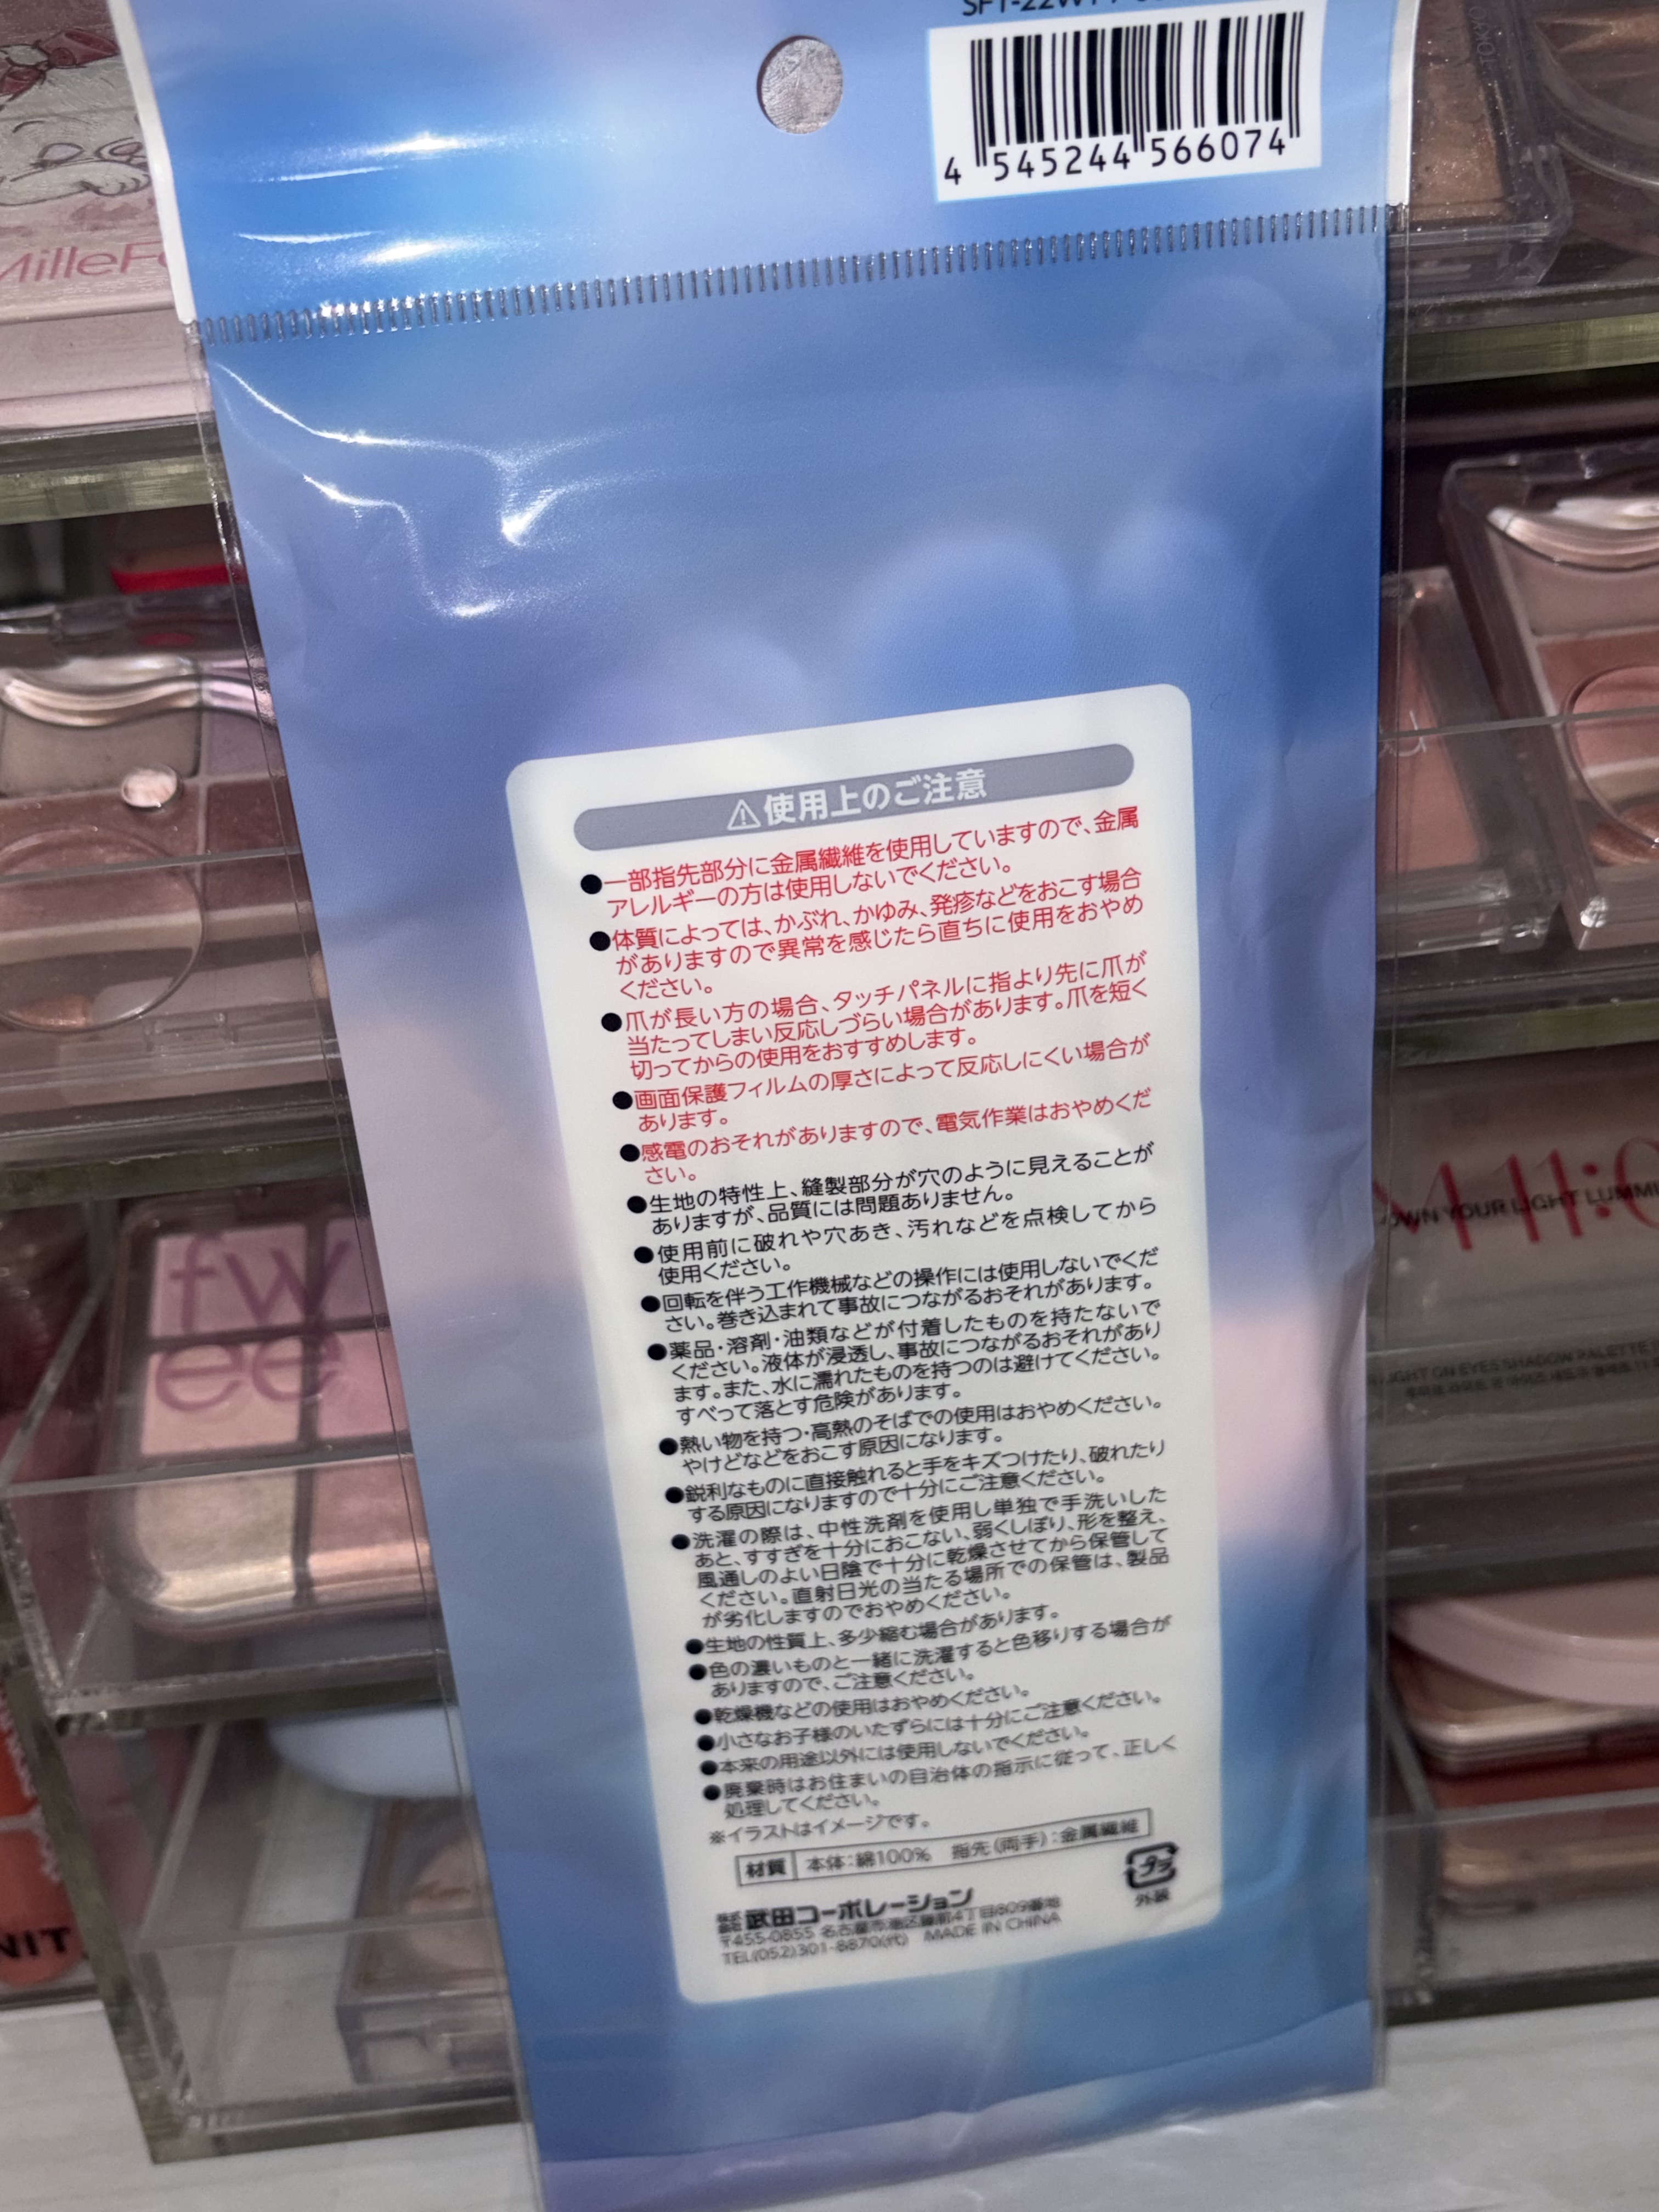 4 545244 566074
⚠使用上のご注意
●一部指先部分に金属繊維を使用していますので、金属
アレルギーの方は使用しないでください。
●体質によっては、かぶれ、かゆみ、発疹などをおこす場合
がありますので異常を感じたら直ちに使用をおやめ
ください。
●爪が長い方の場合、タッチパネルに指より先に爪が
当たってしまい反応しづらい場合があります。爪を短く
切ってからの使用をおすすめします。
●画面保護フィルムの厚さによって反応しにくい場合が
あります。
●感電のおそれがありますので、電気作業はおやめくだ
さい。
●生地の特性上、縫製部分が穴のように見えることが
ありますが、品質には問題ありません。
●使用前に破れや穴あき、汚れなどを点検してから
使用ください。
●回転を伴う工作機械などの操作には使用しないでくだ
さい。巻き込まれて事故につながるおそれがあります。
●薬品・溶剤・油類などが付着したものを持たないで
ください。液体が浸透し、事故につながるおそれがあり
ます。また、水に濡れたものを持つのは避けてください。
すべって落とす危険があります。
●熱い物を持つ・高熱のそばでの使用はおやめください。
やけどなどをおこす原因になります。
●鋭利なものに直接触れると手をキズつけたり、破れたり
する原因になりますので十分にご注意ください。
●洗濯の際は、中性洗剤を使用し単独で手洗いした
あと、すすぎを十分におこない、弱くしぼり、形を整え、
風通しのよい日陰で十分に乾燥させてから保管して
ください。直射日光の当たる場所での保管は、製品
が劣化しますのでおやめください。
●生地の性質上、多少縮む場合があります。
●色の濃いものと一緒に洗濯すると色移りする場合が
ありますので、ご注意ください。
●乾燥機などの使用はおやめください。
●小さなお子様のいたずらには十分にご注意ください。
●本来の用途以外には使用しないでください。
●廃棄時はお住まいの自治体の指示に従って、正しく
処理してください。
※イラストはイメージです。
材質 本体：綿100% 指先（両手）：金属繊維
プラ
外装
株式会社 武田コーポレーション
〒455-0855 名古屋市港区藤前4丁目809番地
TEL(052)301-8870(代) MADE IN CHINA
fw
ee
OWN YOUR LIGHT